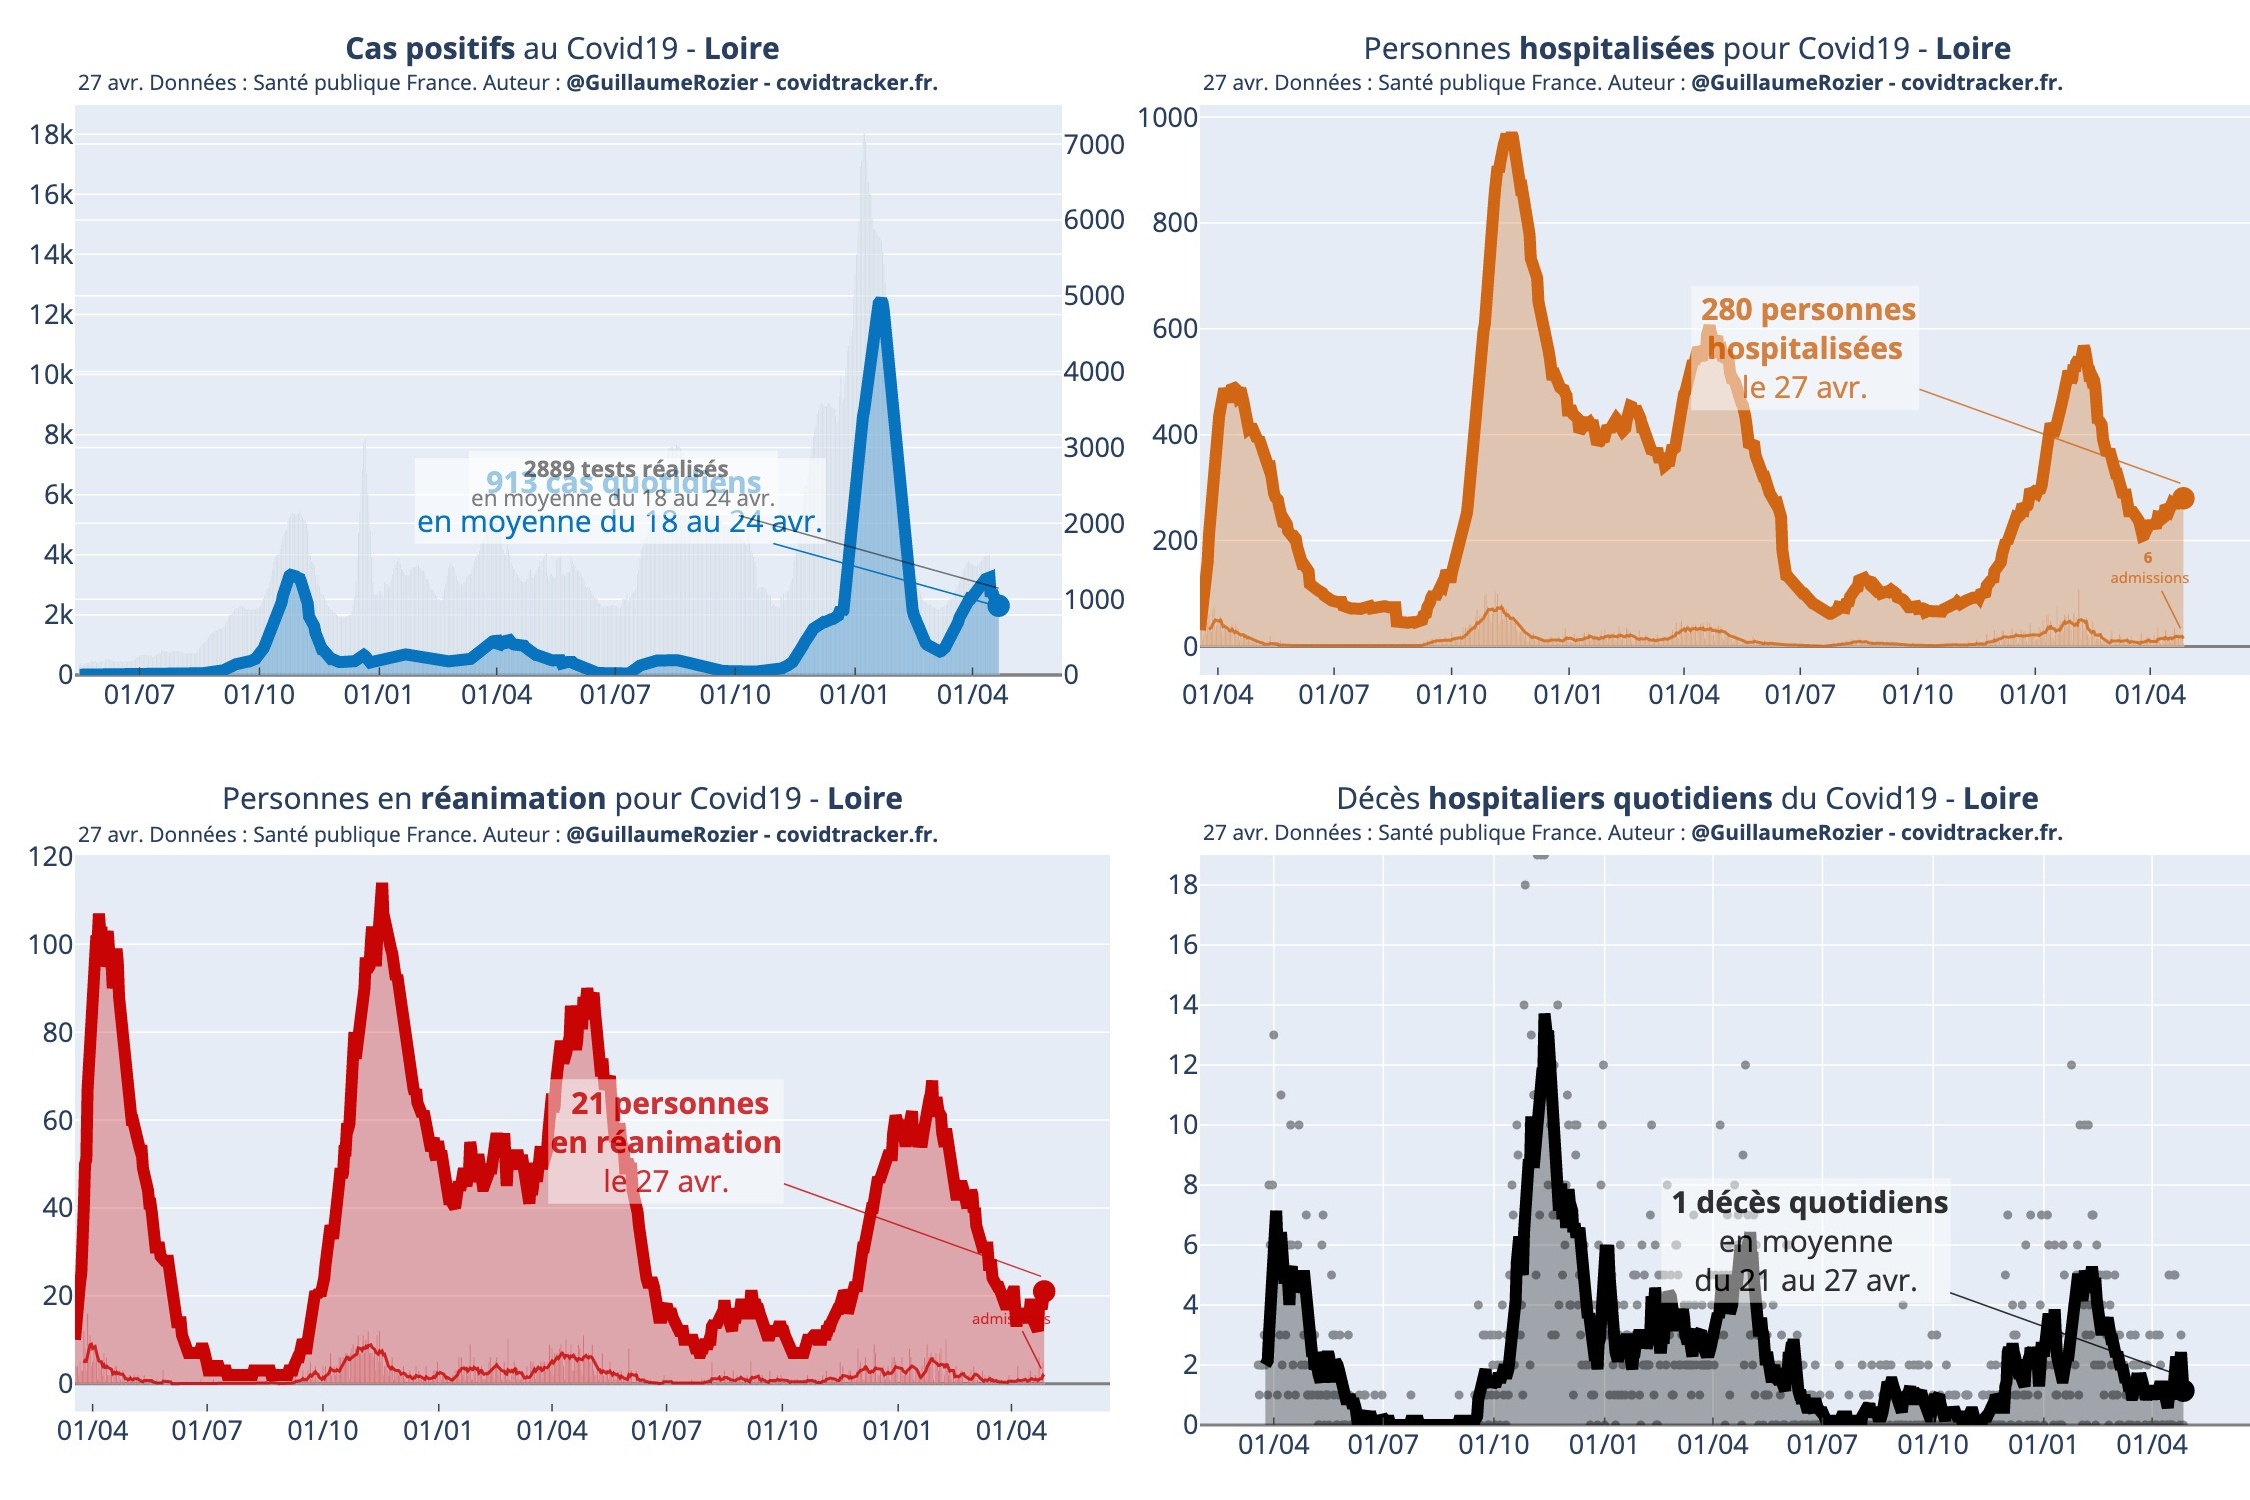 Cas positifs au Covid19 - Loire
27 avr. Données : Santé publique France. Auteur : @GuillaumeRozier - covidtracker.fr.
18k
16k
14k
12k
10k
8k
6k
4k
2k
0
7000
6000
5000
4000
3000
2000
1000
0
2889 tests réalisés
913 cas quotidiens
en moyenne du 18 au 24 avr.
en moyenne du 18 au 24 avr.
01/07 01/10 01/01 01/04 01/07 01/10 01/01 01/04
Personnes hospitalisées pour Covid19 - Loire
27 avr. Données : Santé publique France. Auteur : @GuillaumeRozier - covidtracker.fr.
1000
800
600
400
200
0
280 personnes
hospitalisées
le 27 avr.
6
admissions
01/04 01/07 01/10 01/01 01/04 01/07 01/10 01/01 01/04
Personnes en réanimation pour Covid19 - Loire
27 avr. Données : Santé publique France. Auteur : @GuillaumeRozier - covidtracker.fr.
120
100
80
60
40
20
0
21 personnes
en réanimation
le 27 avr.
01/04 01/07 01/10 01/01 01/04 01/07 01/10 01/01 01/04
Décès hospitaliers quotidiens du Covid19 - Loire
27 avr. Données : Santé publique France. Auteur : @GuillaumeRozier - covidtracker.fr.
18
16
14
12
10
8
6
4
2
0
1 décès quotidiens
en moyenne
du 21 au 27 avr.
01/04 01/07 01/10 01/01 01/04 01/07 01/10 01/01 01/04